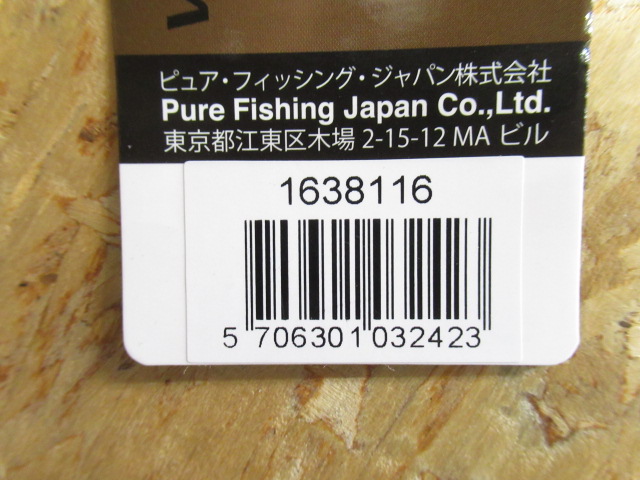 ピュア・フィッシング・ジャパン株式会社
Pure Fishing Japan Co.,Ltd.
東京都江東区木場 2-15-12 MA ビル
1638116
5 706301 032423